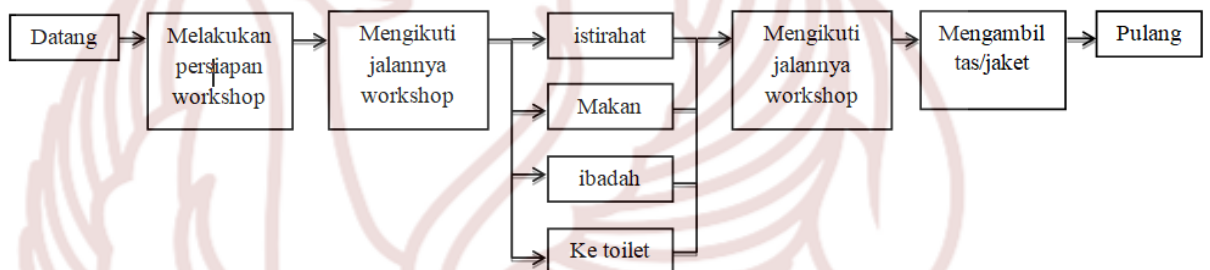 Datang
Melakukan
persiapan
workshop
Mengikuti
jalannya
workshop
istirahat
Makan
ibadah
Ke toilet
Mengikuti
jalannya
workshop
Mengambil
tas/jaket
Pulang